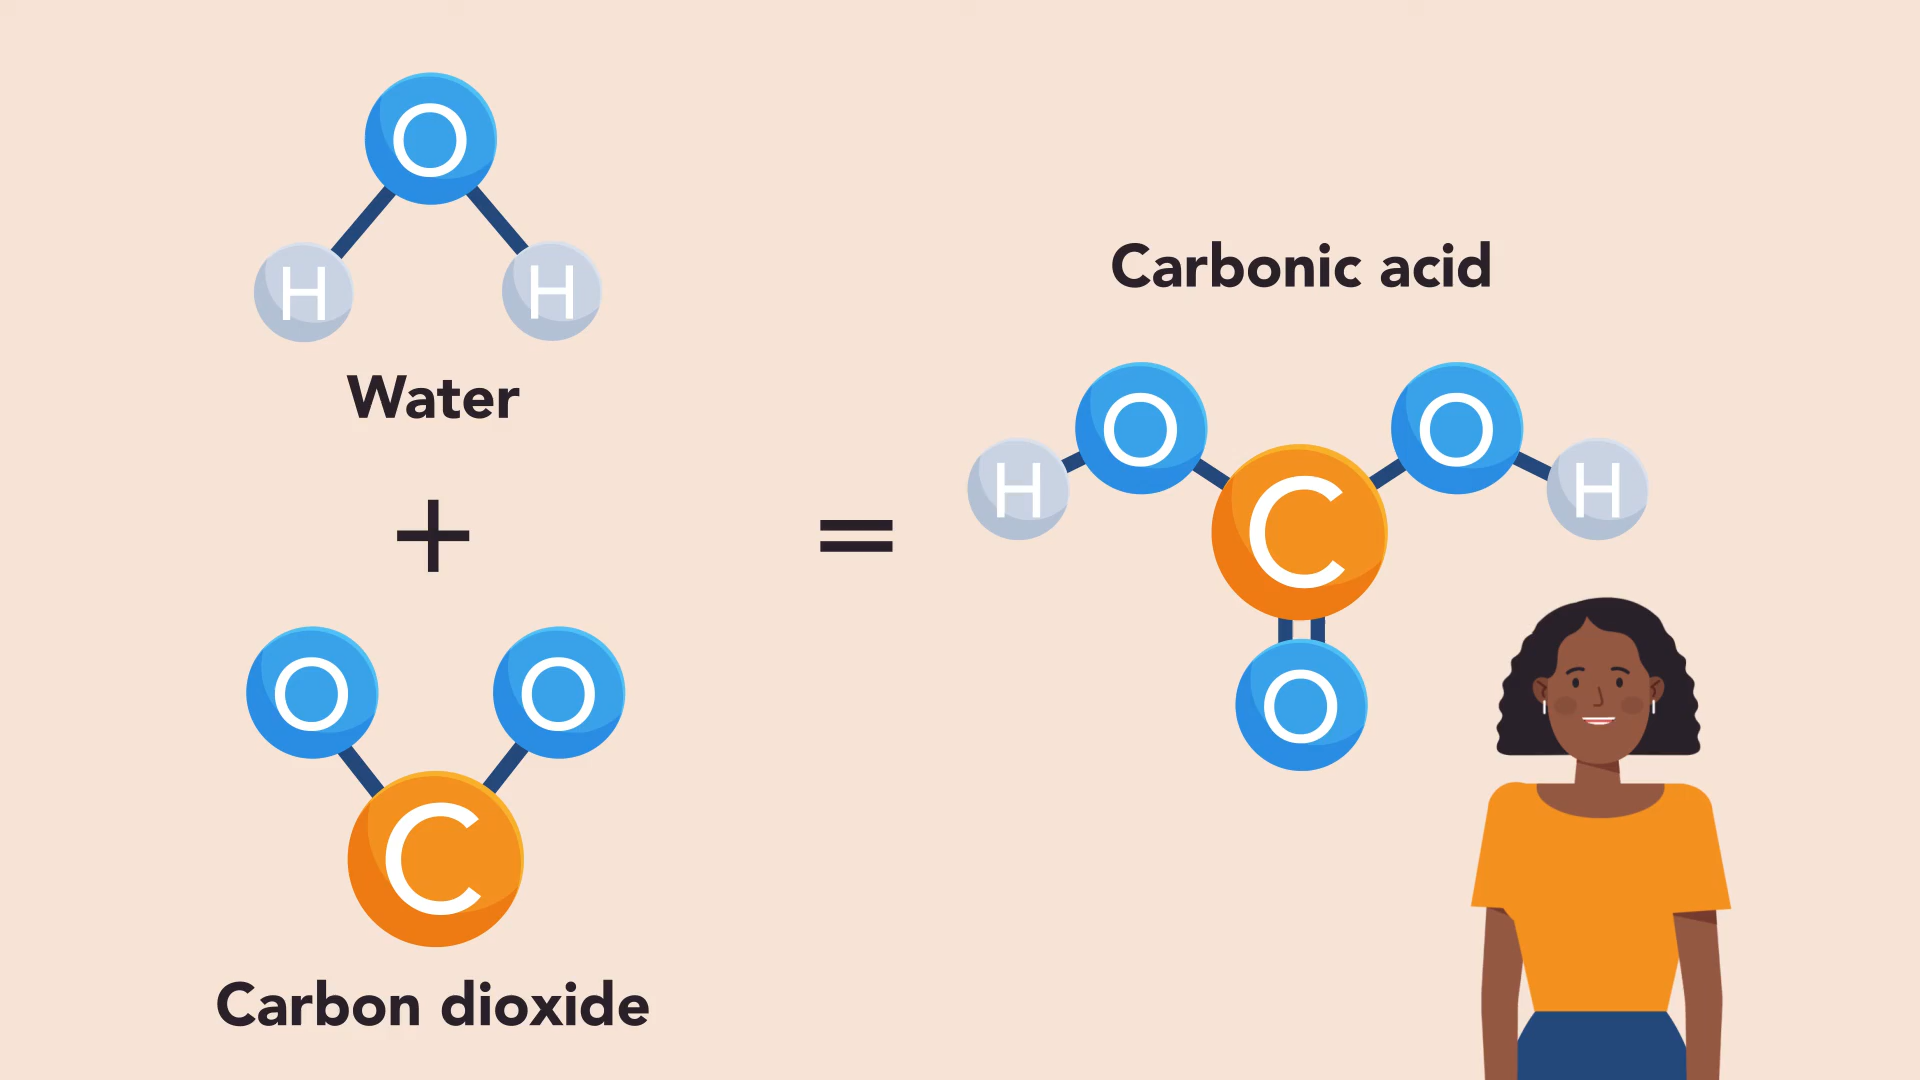 O
H H
Water
+
O O
C
Carbon dioxide
=
Carbonic acid
O O
H C H
O